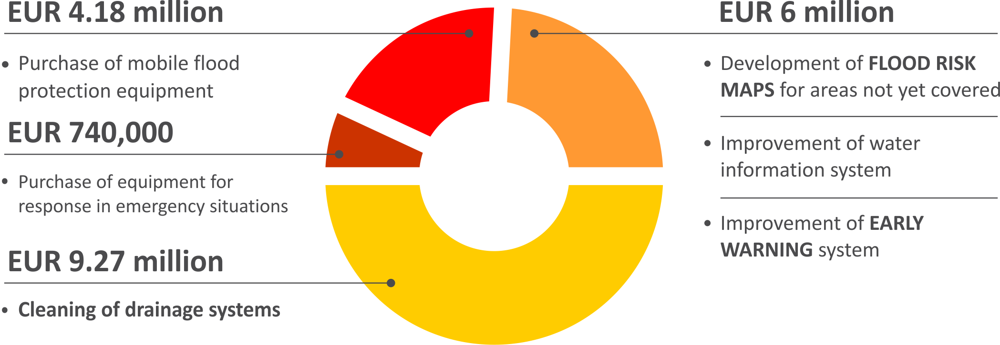 EUR 4.18 million
• Purchase of mobile flood
protection equipment
EUR 740,000
• Purchase of equipment for
response in emergency situations
EUR 9.27 million
• Cleaning of drainage systems
EUR 6 million
• Development of FLOOD RISK
MAPS for areas not yet covered
• Improvement of water
information system
• Improvement of EARLY
WARNING system